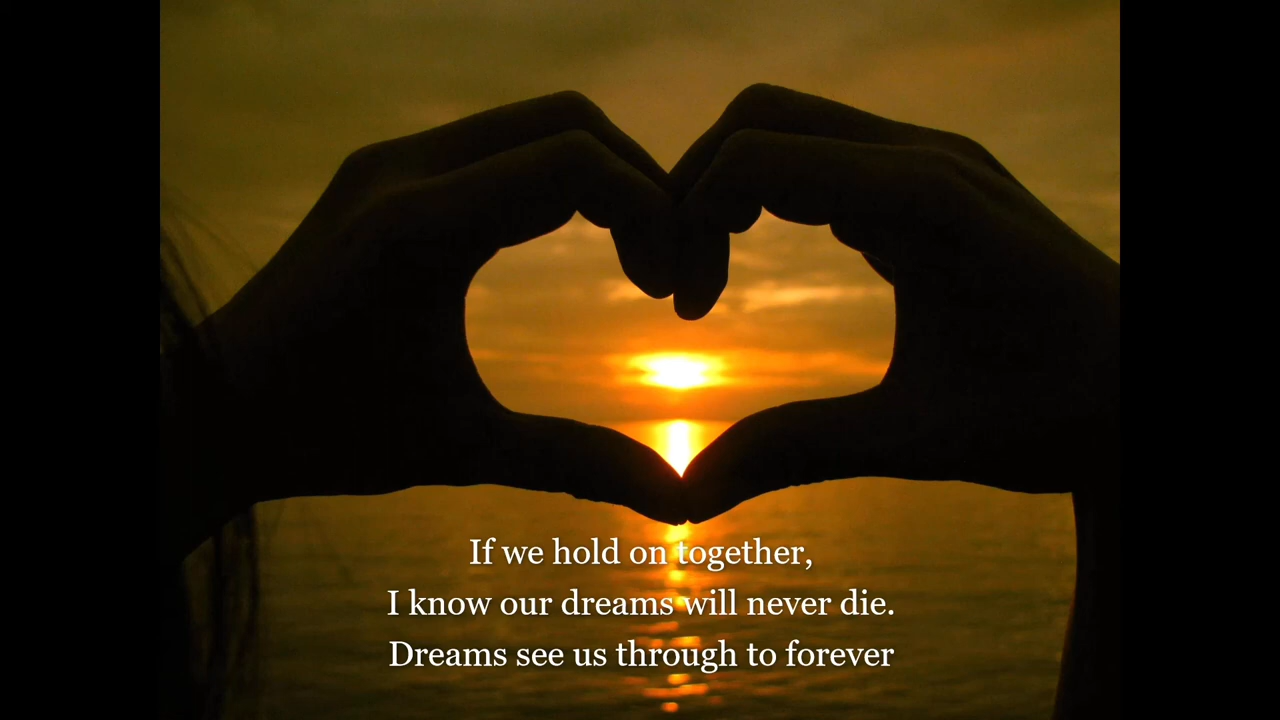 If we hold on together,
I know our dreams will never die.
Dreams see us through to forever